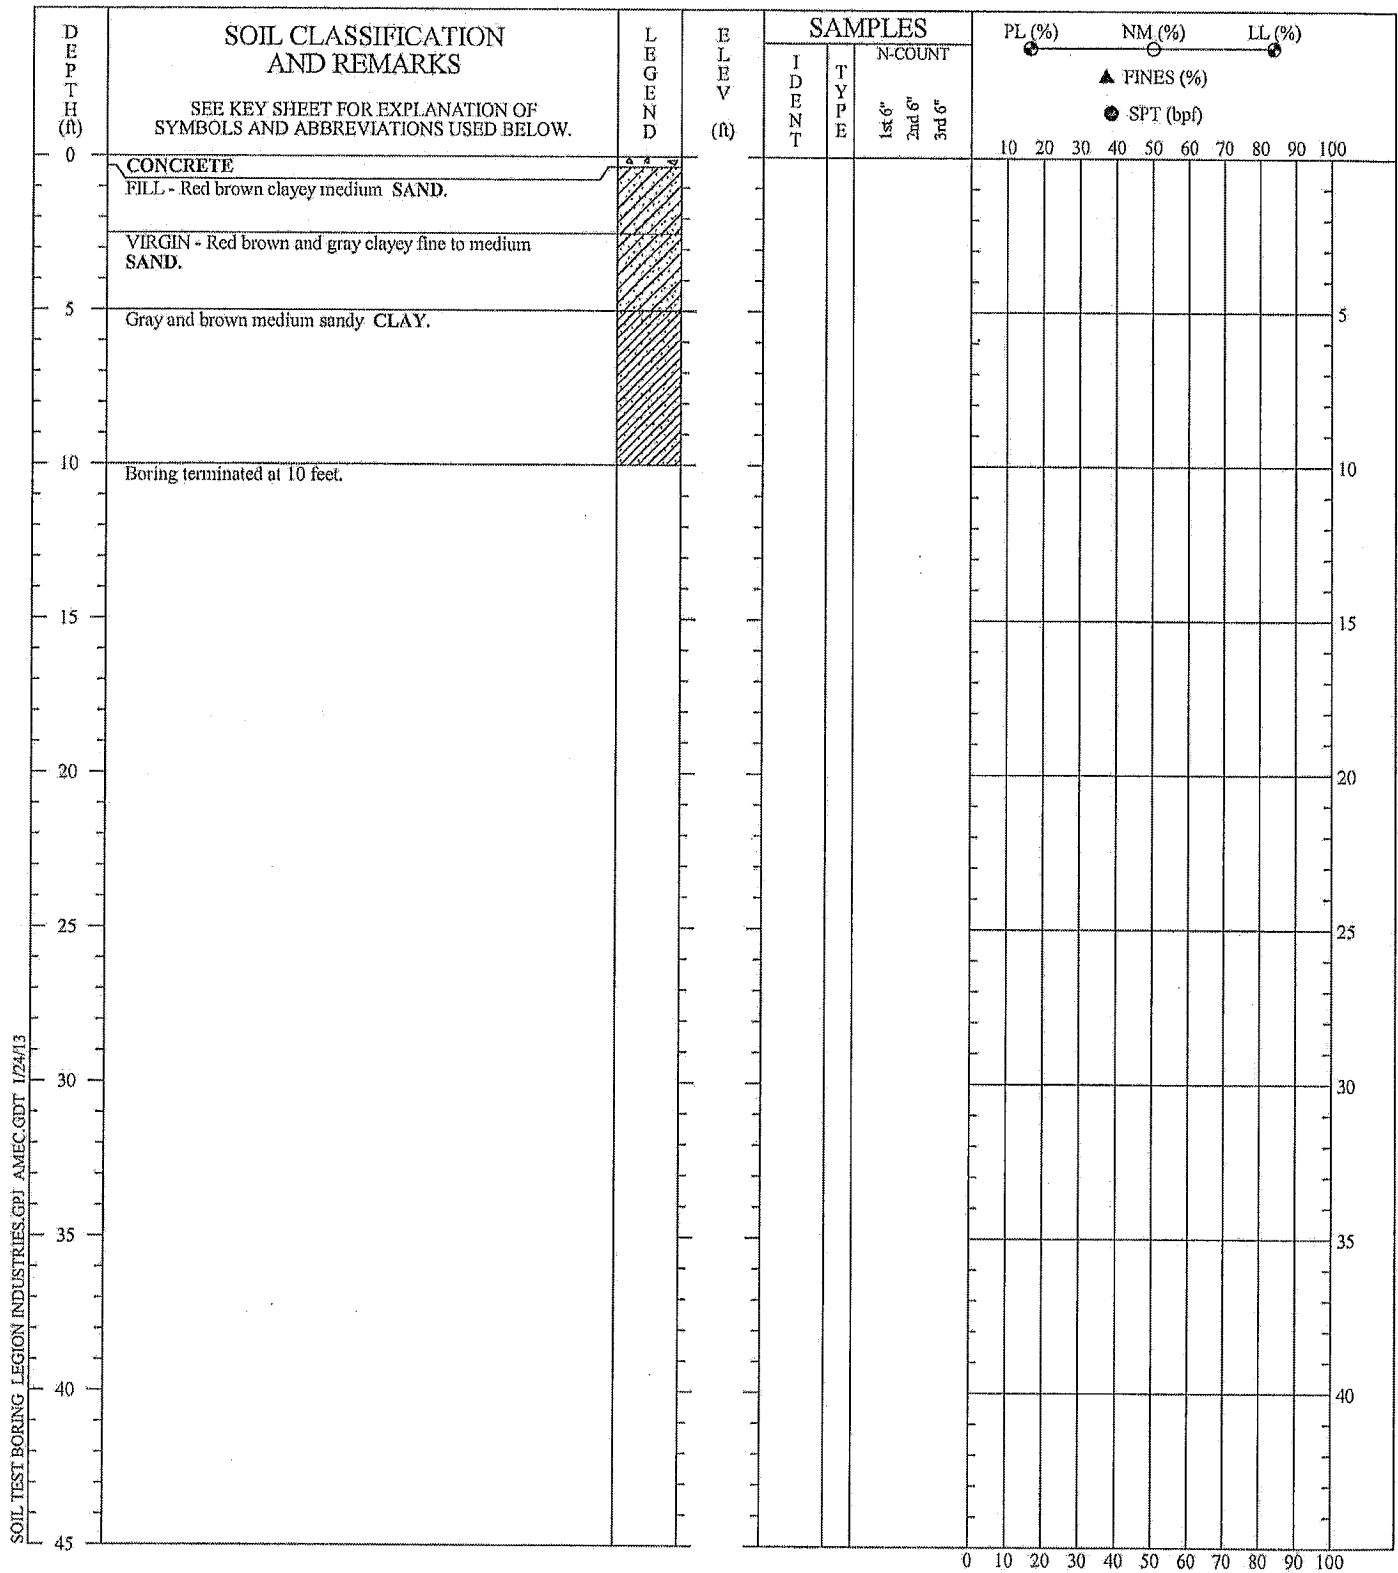 DEPTH
(ft)
SOIL CLASSIFICATION
AND REMARKS
SEE KEY SHEET FOR EXPLANATION OF
SYMBOLS AND ABBREVIATIONS USED BELOW.
LEGEND
ELEV
(ft)
SAMPLES
IDENT
TYPE
N-COUNT
1st 6"
2nd 6"
3rd 6"
PL (%) NM (%) LL (%)
FINES (%)
SPT (bpf)
10 20 30 40 50 60 70 80 90 100
0
CONCRETE
FILL - Red brown clayey medium SAND.
VIRGIN - Red brown and gray clayey fine to medium
SAND.
5 5
Gray and brown medium sandy CLAY.
10 10
Boring terminated at 10 feet.
15 15
20 20
25 25
30 30
35 35
40 40
45
0 10 20 30 40 50 60 70 80 90 100
SOIL TEST BORING LEGION INDUSTRIES.GPJ AMEC.GDT 1/24/13